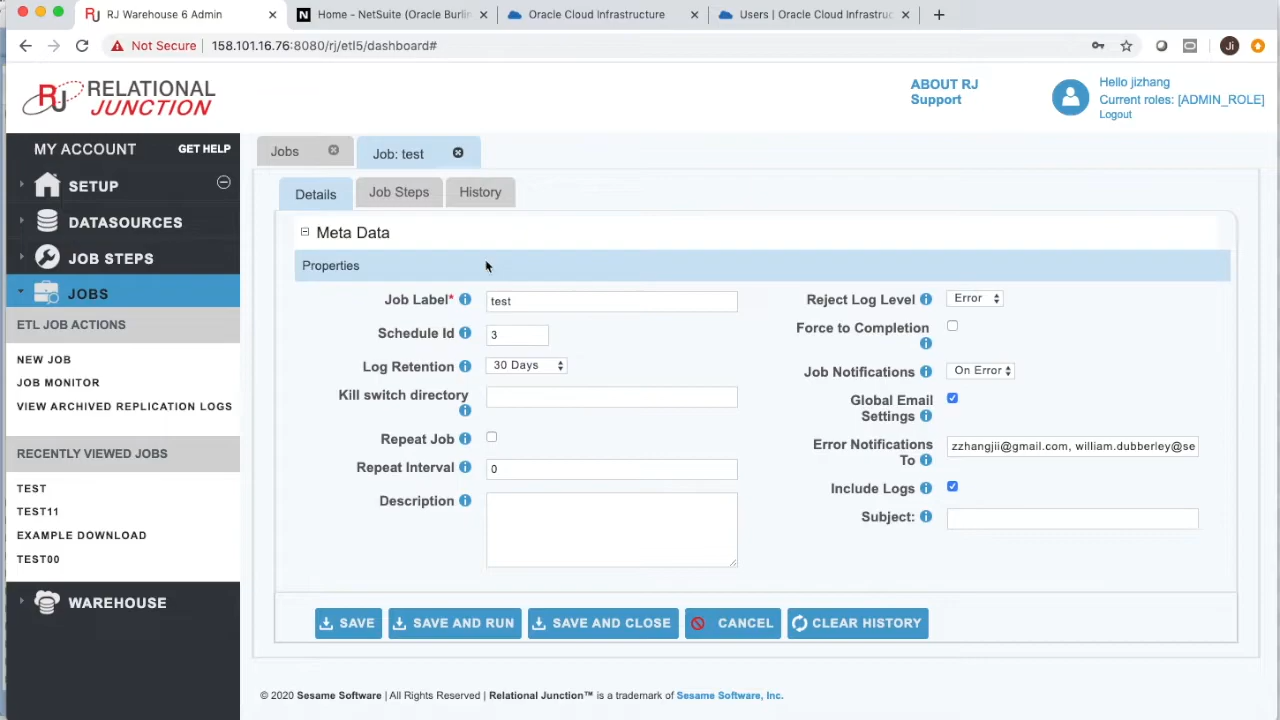 RJ Warehouse 6 Admin
Home - NetSuite (Oracle Burlin
Oracle Cloud Infrastructure
Users | Oracle Cloud Infrastruc
Not Secure
158.101.16.76:8080/rj/etl5/dashboard#
Ji
RJ RELATIONAL JUNCTION
ABOUT RJ
Support
Hello jizhang
Current roles: [ADMIN_ROLE]
Logout
MY ACCOUNT
GET HELP
SETUP
DATASOURCES
JOB STEPS
JOBS
ETL JOB ACTIONS
NEW JOB
JOB MONITOR
VIEW ARCHIVED REPLICATION LOGS
RECENTLY VIEWED JOBS
TEST
TEST11
EXAMPLE DOWNLOAD
TEST00
WAREHOUSE
Jobs
Job: test
Details
Job Steps
History
Meta Data
Properties
Job Label* test
Schedule Id 3
Log Retention 30 Days
Kill switch directory
Repeat Job
Repeat Interval 0
Description
Reject Log Level Error
Force to Completion
Job Notifications On Error
Global Email Settings
Error Notifications To zzhangjii@gmail.com, william.dubberley@se
Include Logs
Subject:
SAVE
SAVE AND RUN
SAVE AND CLOSE
CANCEL
CLEAR HISTORY
© 2020 Sesame Software | All Rights Reserved | Relational Junction™ is a trademark of Sesame Software, Inc.